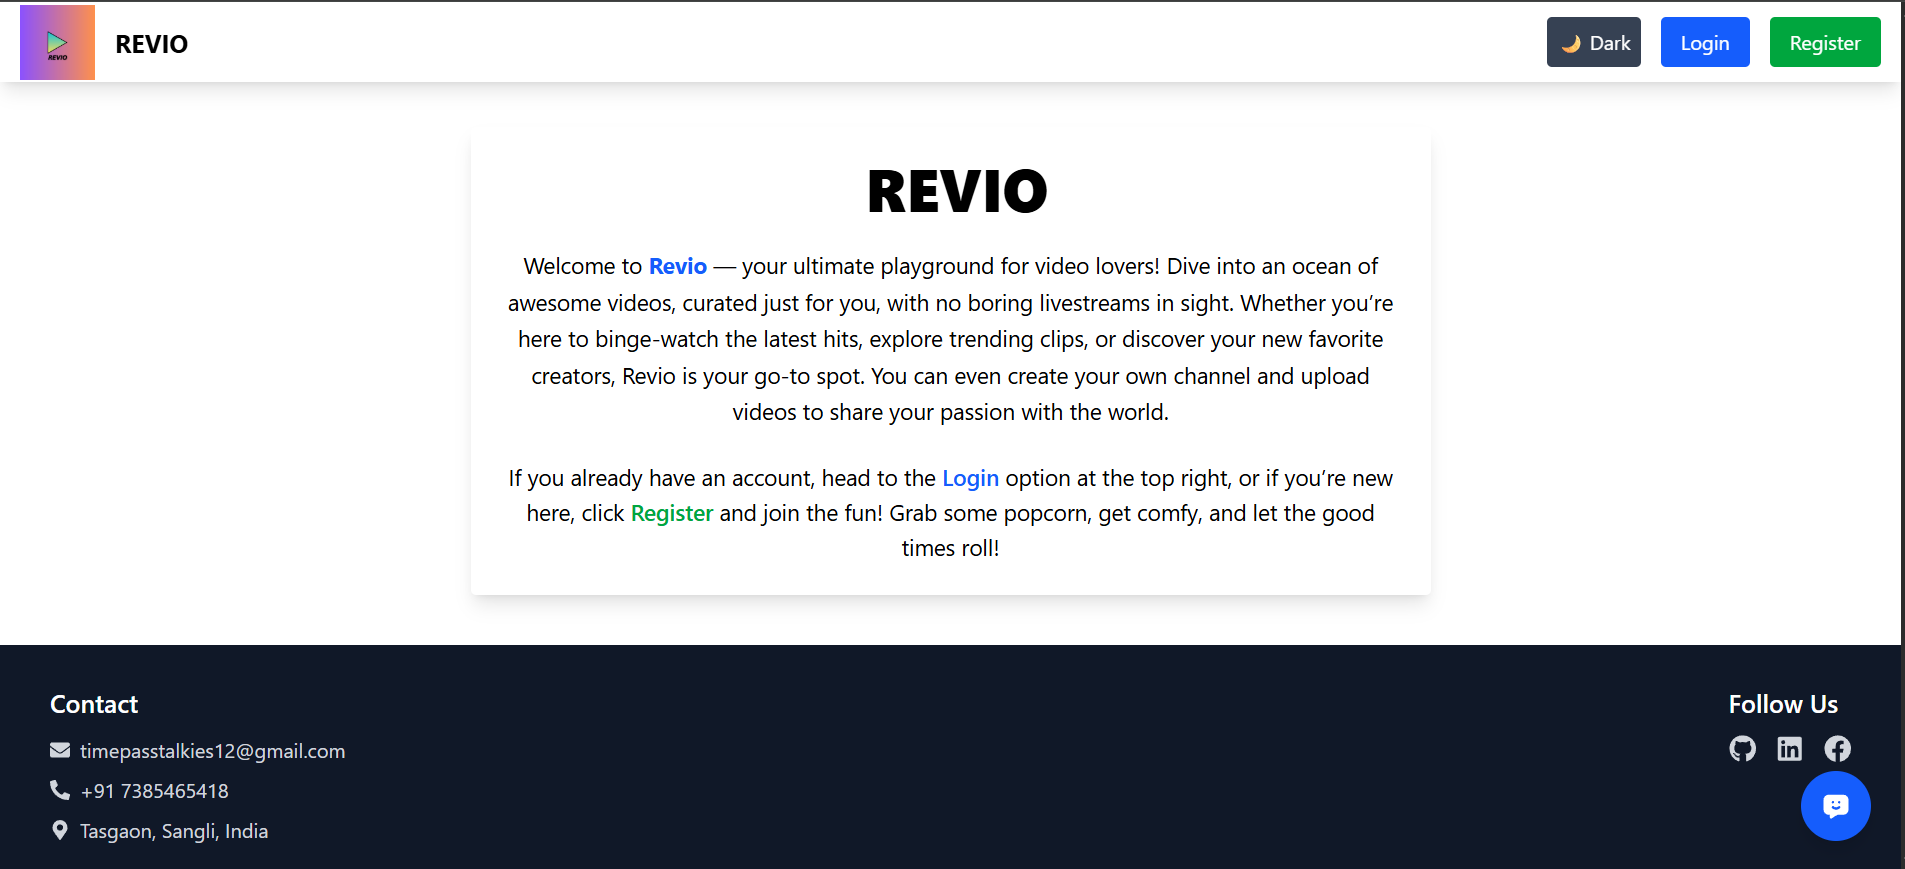 REVIO
REVIO
🌙 Dark
Login
Register
REVIO
Welcome to Revio — your ultimate playground for video lovers! Dive into an ocean of
awesome videos, curated just for you, with no boring livestreams in sight. Whether you’re
here to binge-watch the latest hits, explore trending clips, or discover your new favorite
creators, Revio is your go-to spot. You can even create your own channel and upload
videos to share your passion with the world.
If you already have an account, head to the Login option at the top right, or if you’re new
here, click Register and join the fun! Grab some popcorn, get comfy, and let the good
times roll!
Contact
timepasstalkies12@gmail.com
+91 7385465418
Tasgaon, Sangli, India
Follow Us